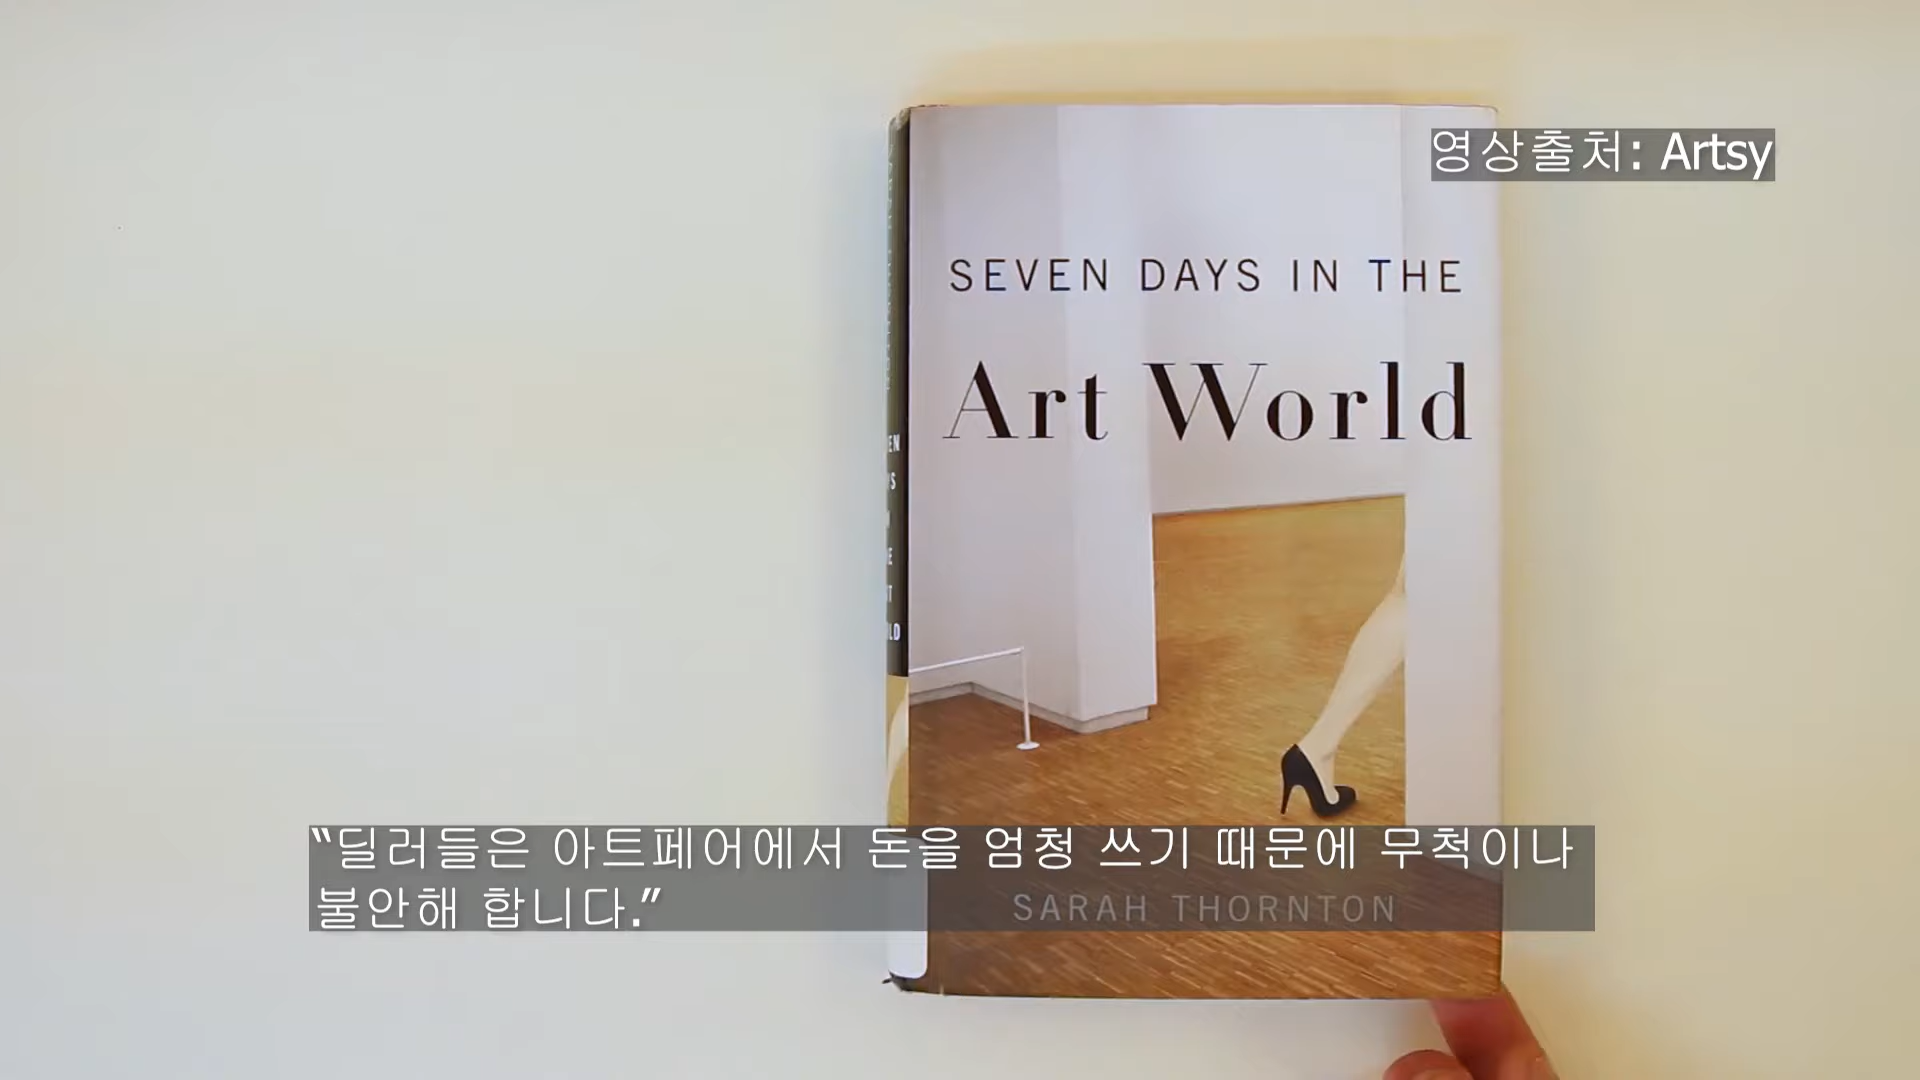 영상출처: Artsy
SEVEN DAYS IN THE
Art World
“딜러들은 아트페어에서 돈을 엄청 쓰기 때문에 무척이나
불안해 합니다.”
SARAH THORNTON